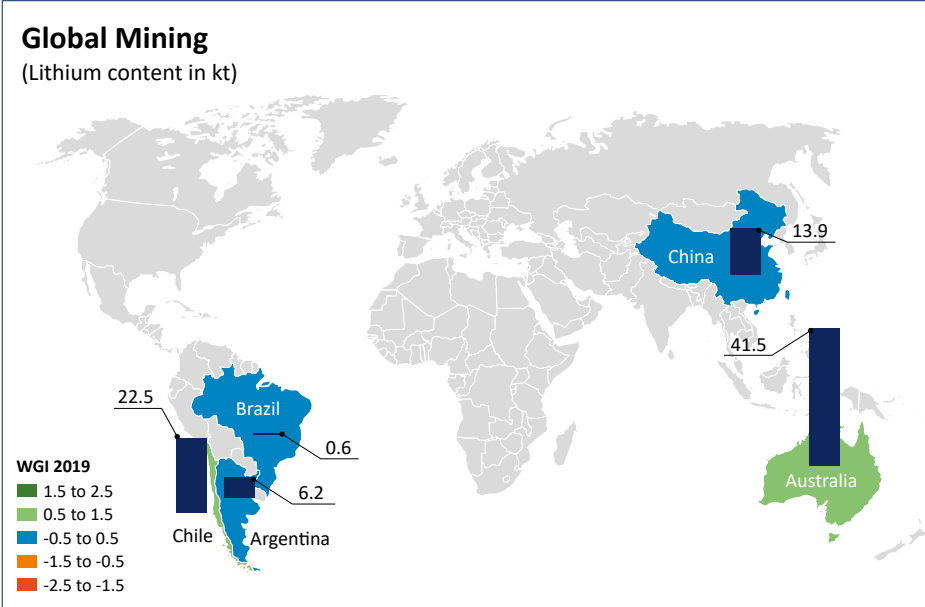 Global Mining
(Lithium content in kt)
13.9
China
41.5
22.5
Brazil
0.6
6.2
Australia
Chile
Argentina
WGI 2019
1.5 to 2.5
0.5 to 1.5
-0.5 to 0.5
-1.5 to -0.5
-2.5 to -1.5